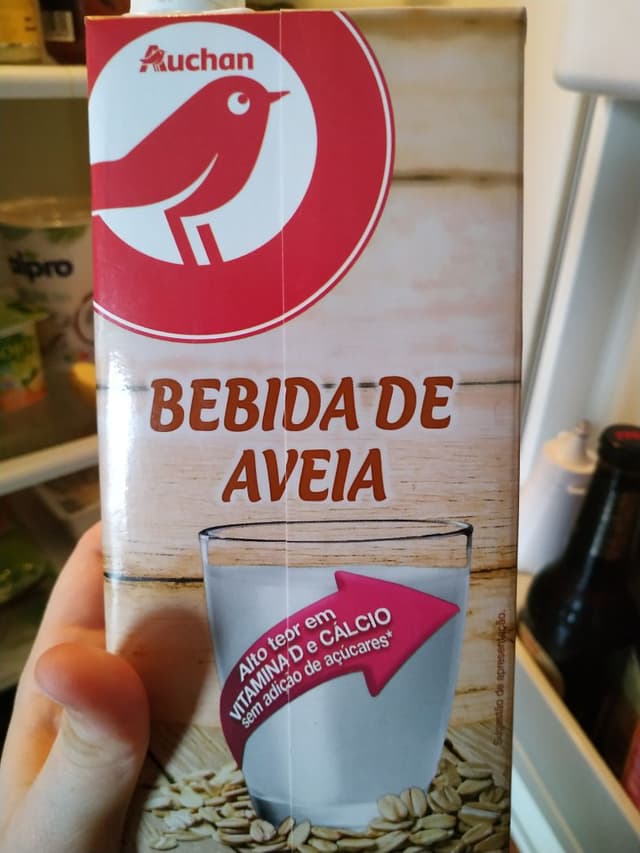 Auchan
alpro
BEBIDA DE
AVEIA
Alto teor em
VITAMINA D e CÁLCIO
sem adição de açúcares*
Sugestão de apresentação.